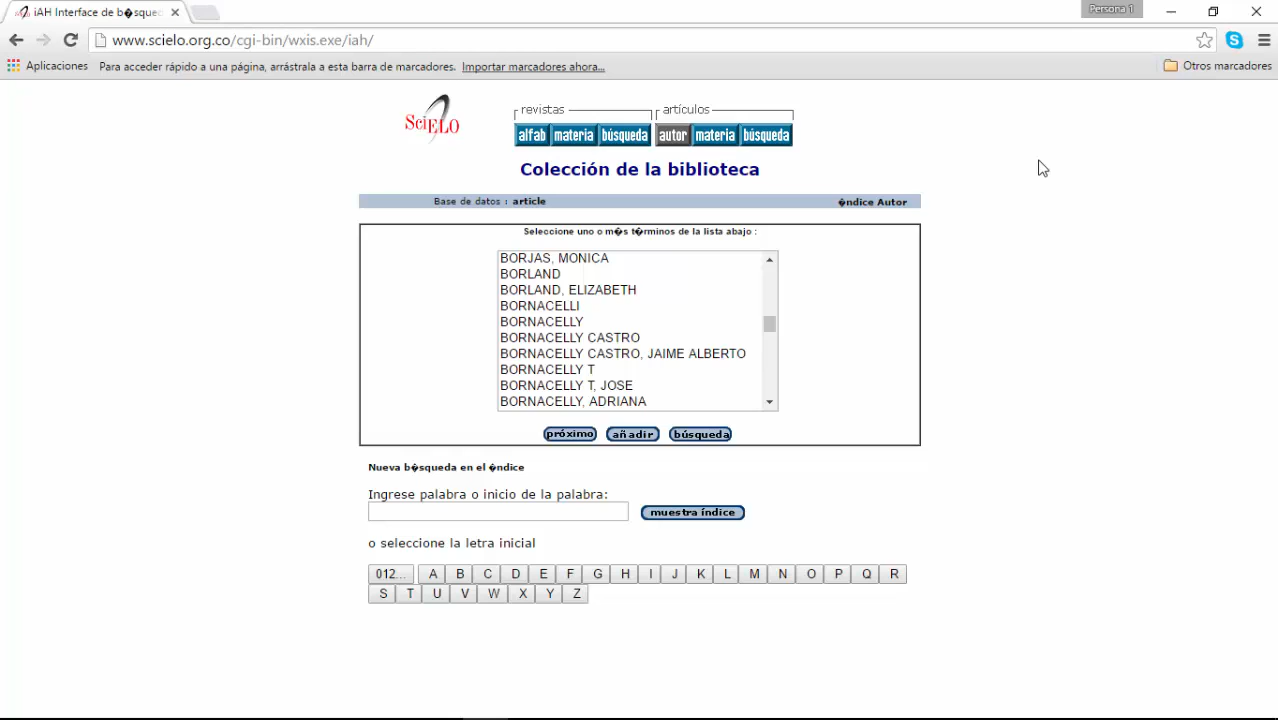 iAH Interface de b�sque
Persona 1
www.scielo.org.co/cgi-bin/wxis.exe/iah/
Aplicaciones Para acceder rápido a una página, arrástrala a esta barra de marcadores. Importar marcadores ahora... Otros marcadores
SciELO
revistas artículos
alfab materia búsqueda autor materia búsqueda
Colección de la biblioteca
Base de datos : article �ndice Autor
Seleccione uno o m�s t�rminos de la lista abajo :
BORJAS, MONICA
BORLAND
BORLAND, ELIZABETH
BORNACELLI
BORNACELLY
BORNACELLY CASTRO
BORNACELLY CASTRO, JAIME ALBERTO
BORNACELLY T
BORNACELLY T, JOSE
BORNACELLY, ADRIANA
próximo añadir búsqueda
Nueva b�squeda en el �ndice
Ingrese palabra o inicio de la palabra:
muestra índice
o seleccione la letra inicial
012... A B C D E F G H I J K L M N O P Q R
S T U V W X Y Z